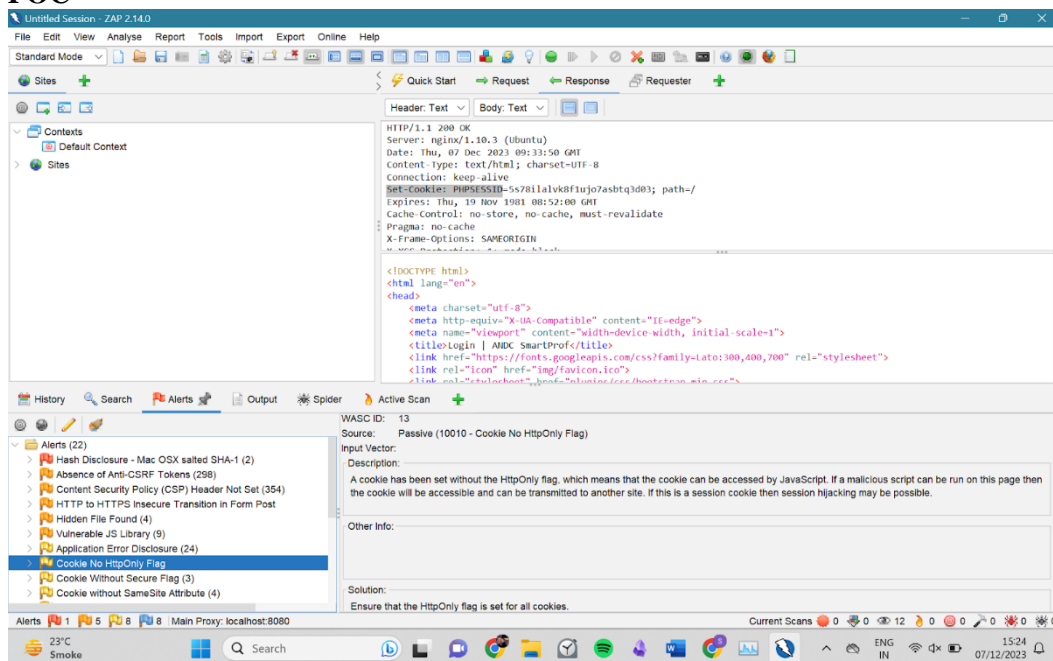 POC
Untitled Session - ZAP 2.14.0
File Edit View Analyse Report Tools Import Export Online Help
Standard Mode
Sites
Quick Start Request Response Requester
Header: Text Body: Text
Contexts
Default Context
Sites
HTTP/1.1 200 OK
Server: nginx/1.10.3 (Ubuntu)
Date: Thu, 07 Dec 2023 09:33:50 GMT
Content-Type: text/html; charset=UTF-8
Connection: keep-alive
Set-Cookie: PHPSESSID=5s78ilalvk8f1ujo7asbtq3d03; path=/
Expires: Thu, 19 Nov 1981 08:52:00 GMT
Cache-Control: no-store, no-cache, must-revalidate
Pragma: no-cache
X-Frame-Options: SAMEORIGIN
<!DOCTYPE html>
<html lang="en">
<head>
<meta charset="utf-8">
<meta http-equiv="X-UA-Compatible" content="IE=edge">
<meta name="viewport" content="width=device-width, initial-scale=1">
<title>Login | ANDC SmartProf</title>
<link href="https://fonts.googleapis.com/css?family=Lato:300,400,700" rel="stylesheet">
<link rel="icon" href="img/favicon.ico">
<link rel="stylesheet" href="plugins/css/bootstrap.min.css">
History Search Alerts Output Spider Active Scan
Alerts (22)
Hash Disclosure - Mac OSX salted SHA-1 (2)
Absence of Anti-CSRF Tokens (298)
Content Security Policy (CSP) Header Not Set (354)
HTTP to HTTPS Insecure Transition in Form Post
Hidden File Found (4)
Vulnerable JS Library (9)
Application Error Disclosure (24)
Cookie No HttpOnly Flag
Cookie Without Secure Flag (3)
Cookie without SameSite Attribute (4)
WASC ID: 13
Source: Passive (10010 - Cookie No HttpOnly Flag)
Input Vector:
Description:
A cookie has been set without the HttpOnly flag, which means that the cookie can be accessed by JavaScript. If a malicious script can be run on this page then
the cookie will be accessible and can be transmitted to another site. If this is a session cookie then session hijacking may be possible.
Other Info:
Solution:
Ensure that the HttpOnly flag is set for all cookies.
Alerts 1 5 8 8 Main Proxy: localhost:8080
Current Scans 0 0 12 0 0 0 0
23°C
Smoke
Search
ENG
IN
15:24
07/12/2023